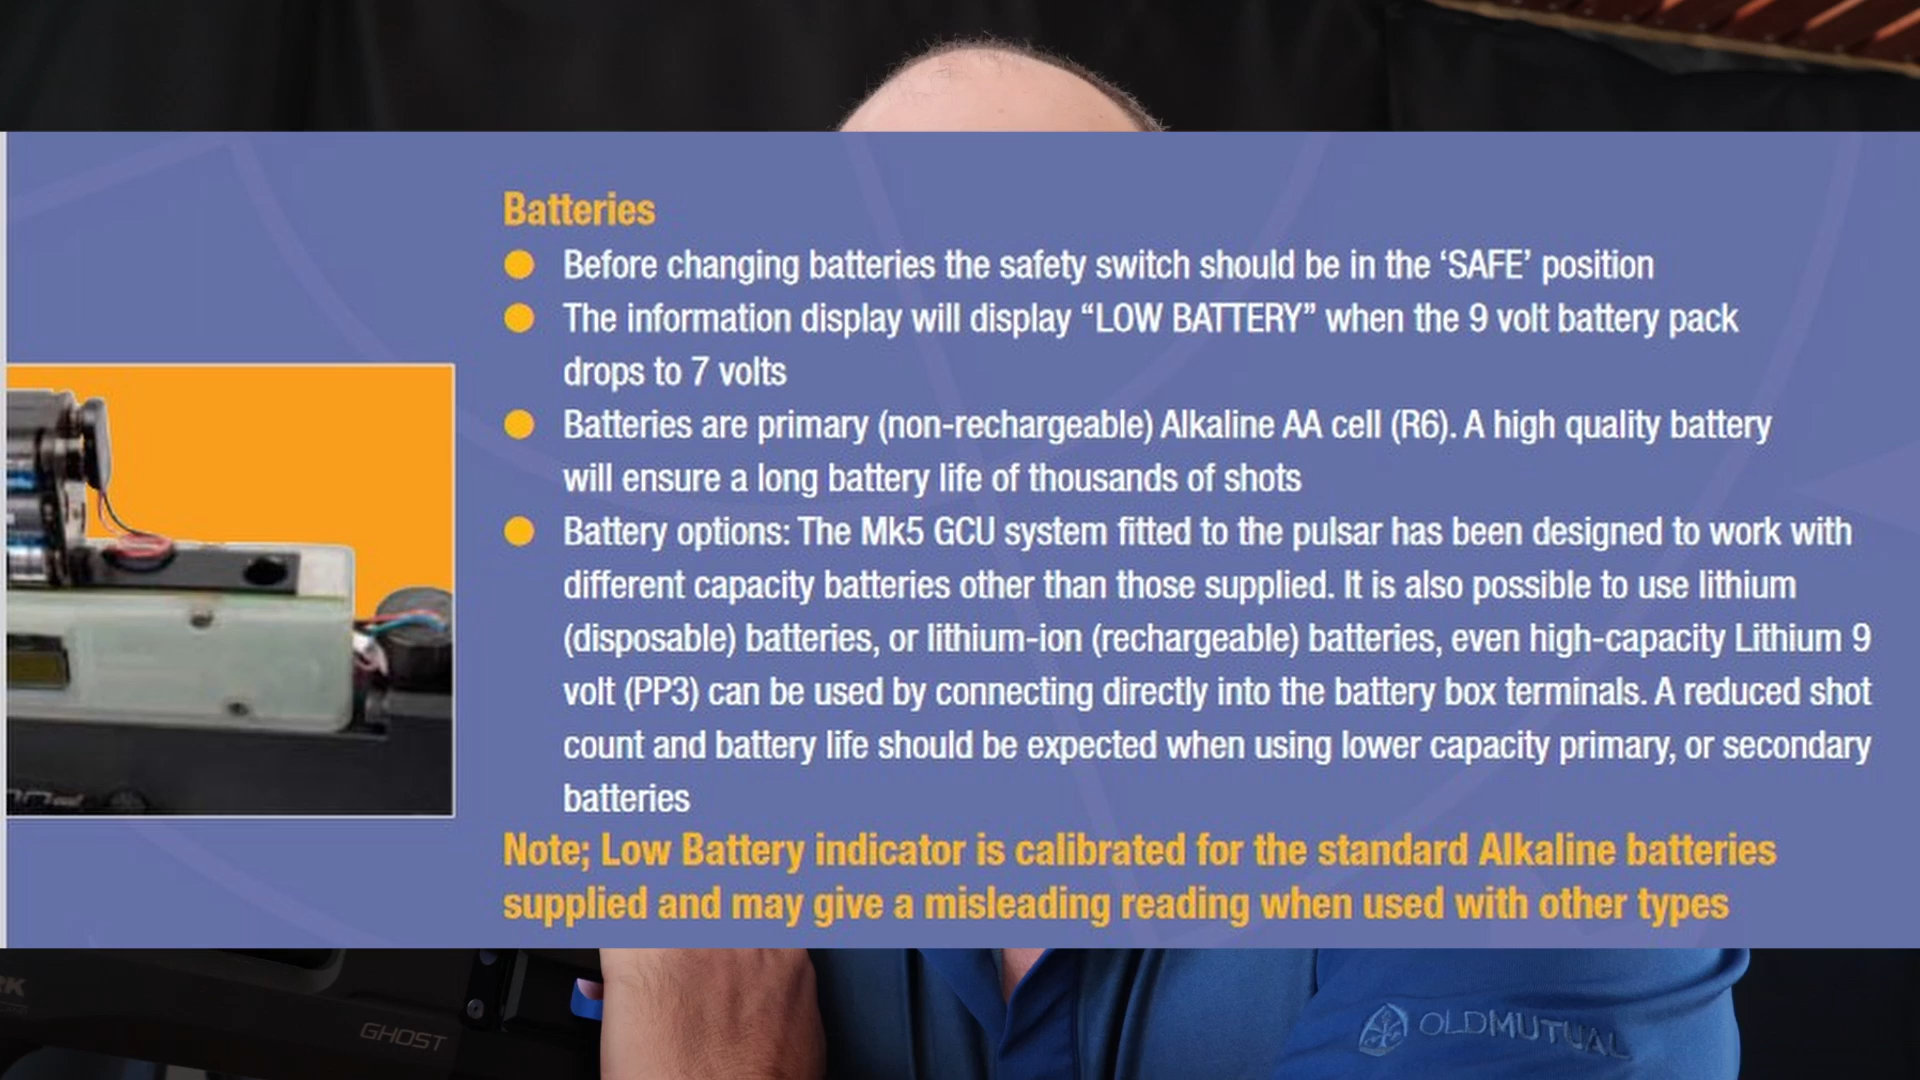 Batteries
Before changing batteries the safety switch should be in the ‘SAFE’ position
The information display will display “LOW BATTERY” when the 9 volt battery pack
drops to 7 volts
Batteries are primary (non-rechargeable) Alkaline AA cell (R6). A high quality battery
will ensure a long battery life of thousands of shots
Battery options: The Mk5 GCU system fitted to the pulsar has been designed to work with
different capacity batteries other than those supplied. It is also possible to use lithium
(disposable) batteries, or lithium-ion (rechargeable) batteries, even high-capacity Lithium 9
volt (PP3) can be used by connecting directly into the battery box terminals. A reduced shot
count and battery life should be expected when using lower capacity primary, or secondary
batteries
Note; Low Battery indicator is calibrated for the standard Alkaline batteries
supplied and may give a misleading reading when used with other types
GHOST
OLDMUTUAL